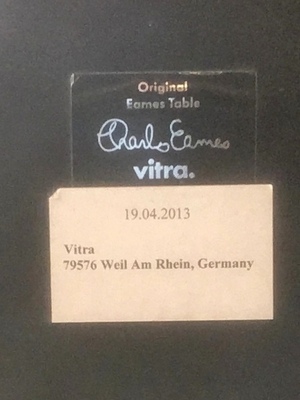 Original
Eames Table
Charles Eames
vitra.
19.04.2013
Vitra
79576 Weil Am Rhein, Germany